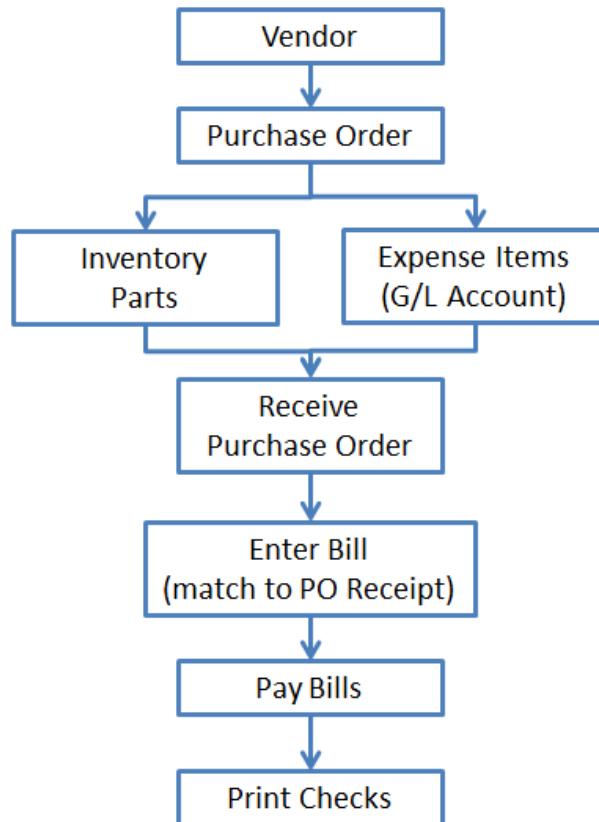 Vendor
Purchase Order
Inventory
Parts
Expense Items
(G/L Account)
Receive
Purchase Order
Enter Bill
(match to PO Receipt)
Pay Bills
Print Checks